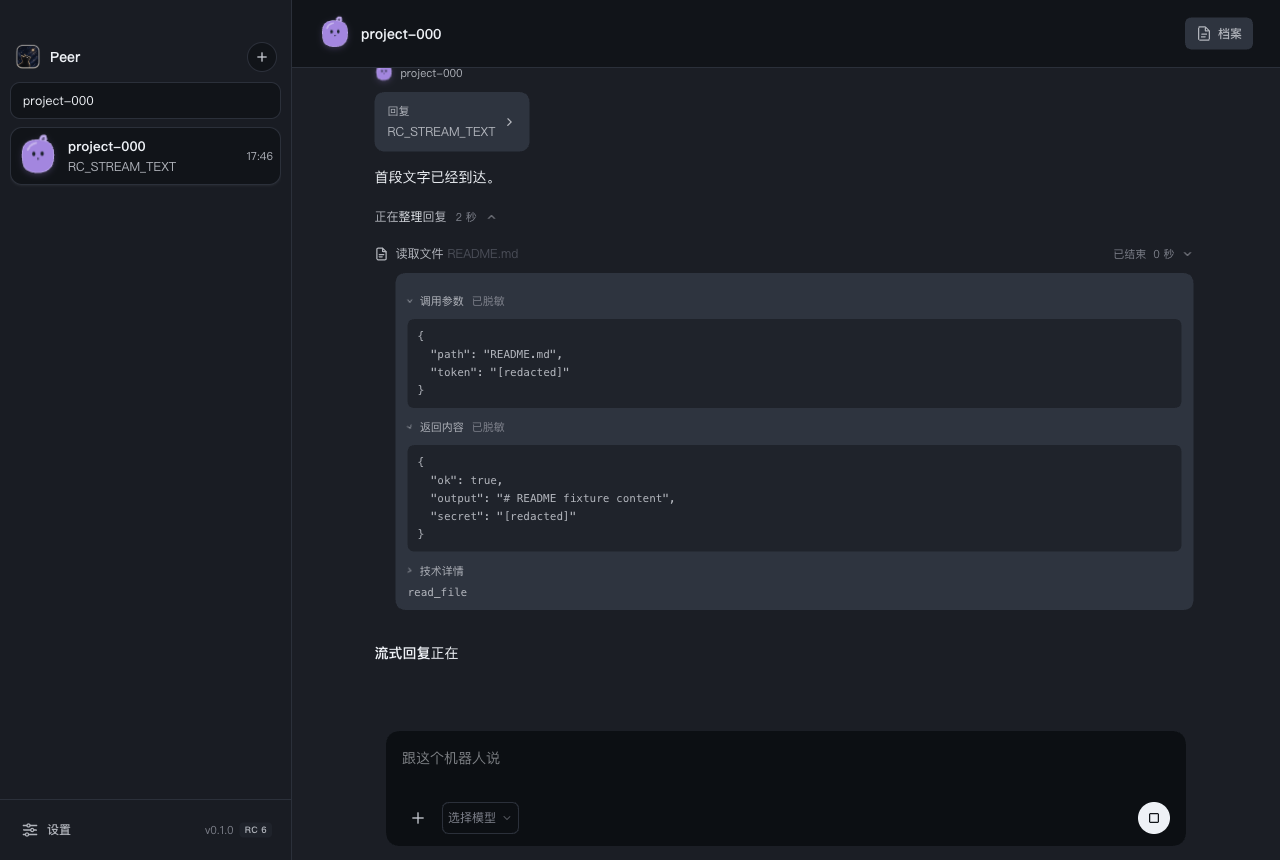 Peer
project-000
project-000
RC_STREAM_TEXT
17:46
设置
v0.1.0
RC 6
project-000
档案
project-000
回复
RC_STREAM_TEXT
首段文字已经到达。
正在整理回复 2 秒
读取文件 README.md
已结束 0 秒
调用参数 已脱敏
{
"path": "README.md",
"token": "[redacted]"
}
返回内容 已脱敏
{
"ok": true,
"output": "# README fixture content",
"secret": "[redacted]"
}
技术详情
read_file
流式回复正在
跟这个机器人说
选择模型